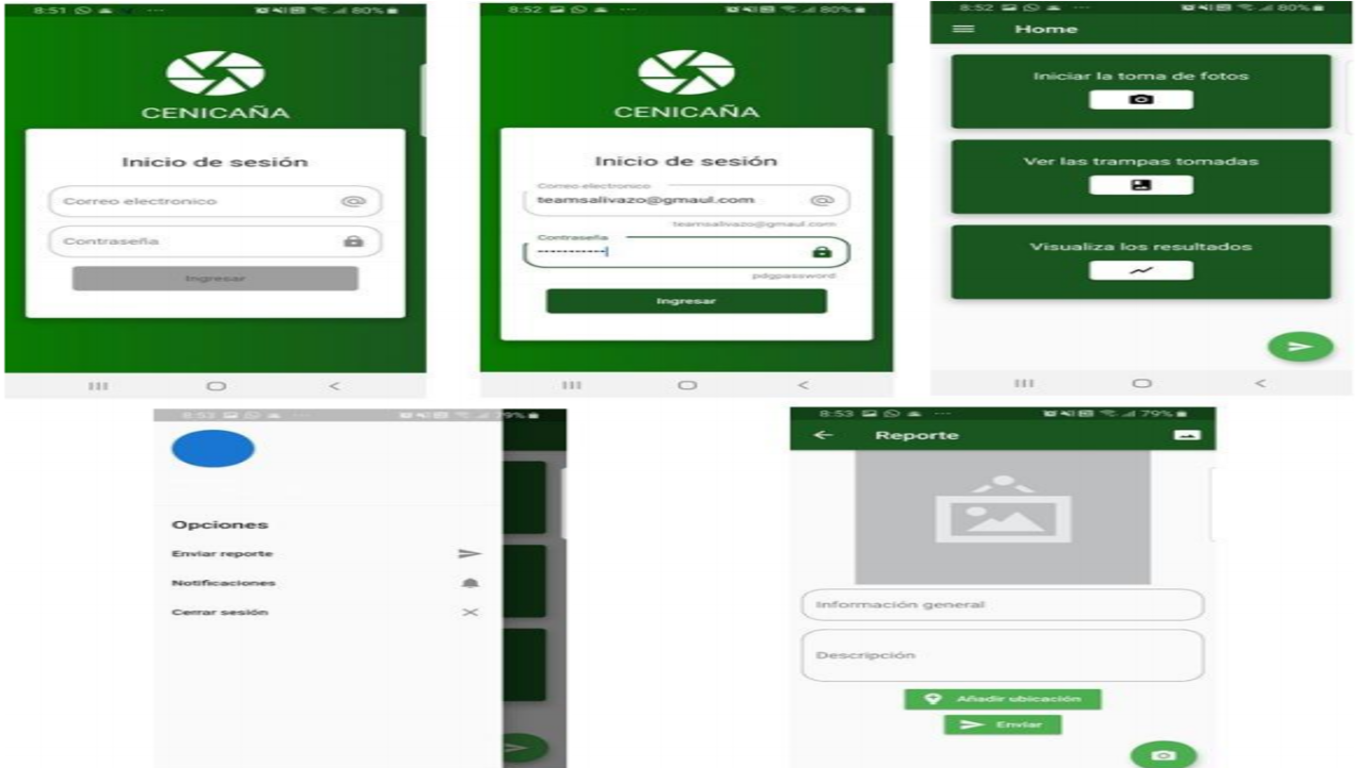 8:51
80%
CENICAÑA
Inicio de sesión
Correo electronico
Contraseña
Ingresar
8:52
80%
CENICAÑA
Inicio de sesión
Correo electronico
teamsalivazo@gmaul.com
teamsalivazo@gmaul.com
Contraseña
-----------
pdgpassword
Ingresar
8:52
80%
Home
Iniciar la toma de fotos
Ver las trampas tomadas
Visualiza los resultados
8:53
79%
Opciones
Enviar reporte
Notificaciones
Cerrar sesión
8:53
79%
Reporte
Información general
Descripción
Añadir ubicación
Enviar